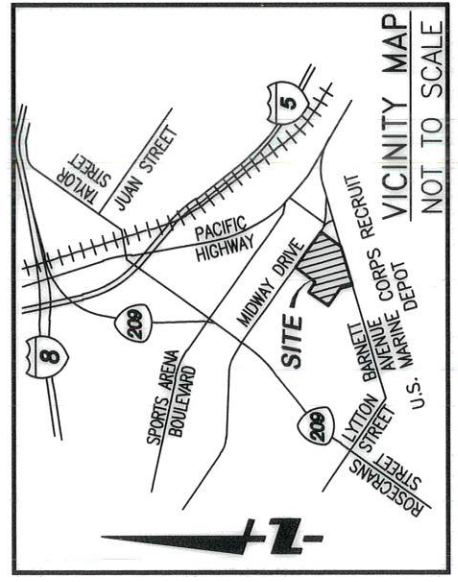 8
TAYLOR
STREET
JUAN STREET
5
209
PACIFIC
HIGHWAY
SPORTS ARENA
BOULEVARD
MIDWAY DRIVE
SITE
209
LYTTON
STREET
ROSECRANS
STREET
BARNETT
AVENUE
U.S. MARINE CORPS RECRUIT
DEPOT
N
VICINITY MAP
NOT TO SCALE